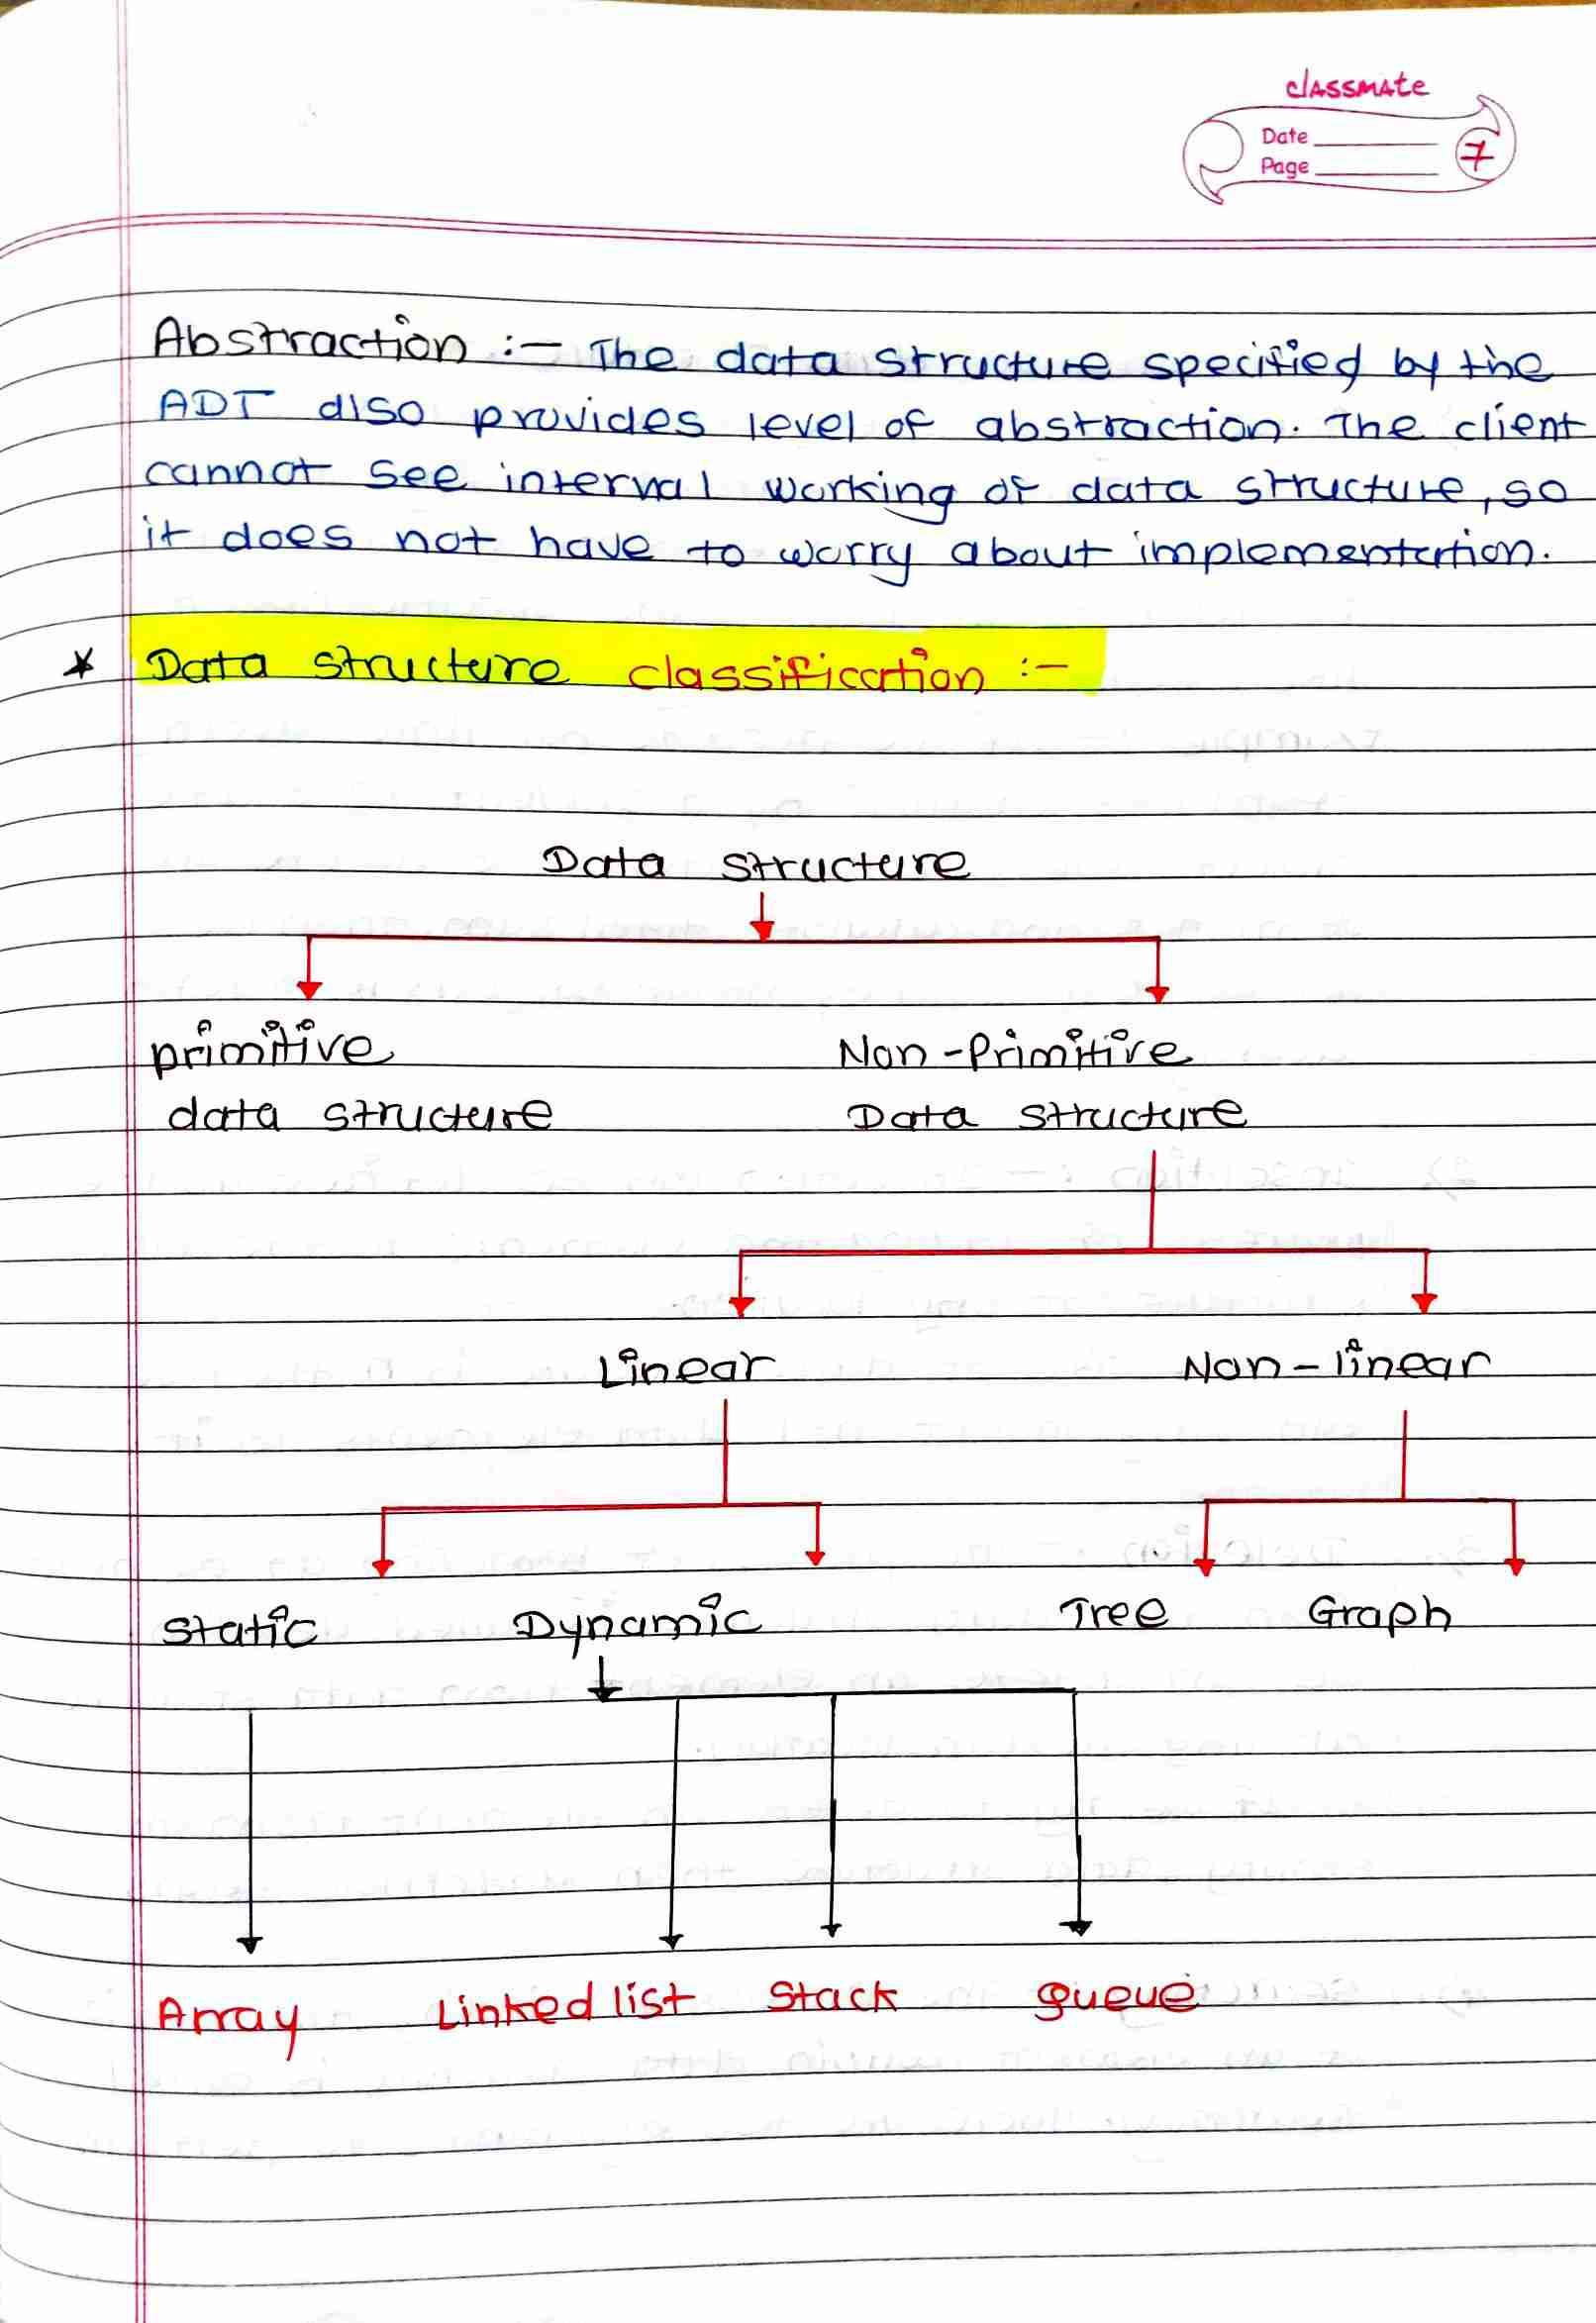 classmate
Date
Page
7
Abstraction :- The data structure specified by the
ADT also provides level of abstraction. The client
cannot see interval working of data structure, so
it does not have to worry about implementation.
* Data structure classification :-
Data structure
primitive Non-Primitive
data structure Data structure
Linear Non-linear
Static Dynamic Tree Graph
Array Linked list Stack queue